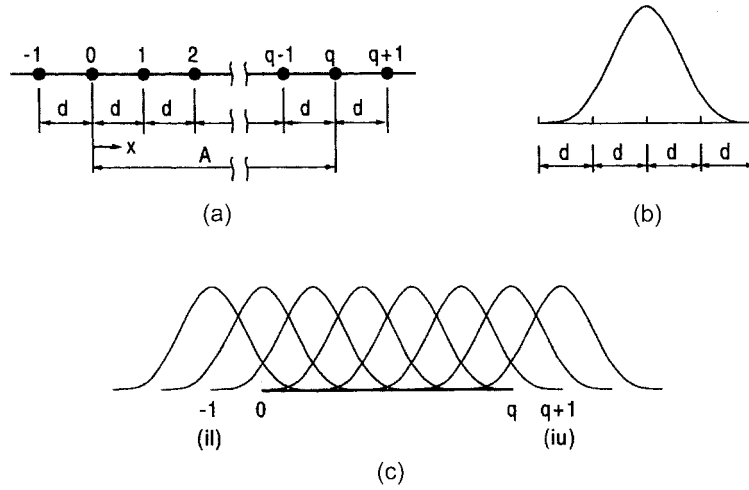 -1 0 1 2 q-1 q q+1
d d d d d
x A
(a)
d d d d
(b)
-1 0 q q+1
(il) (iu)
(c)